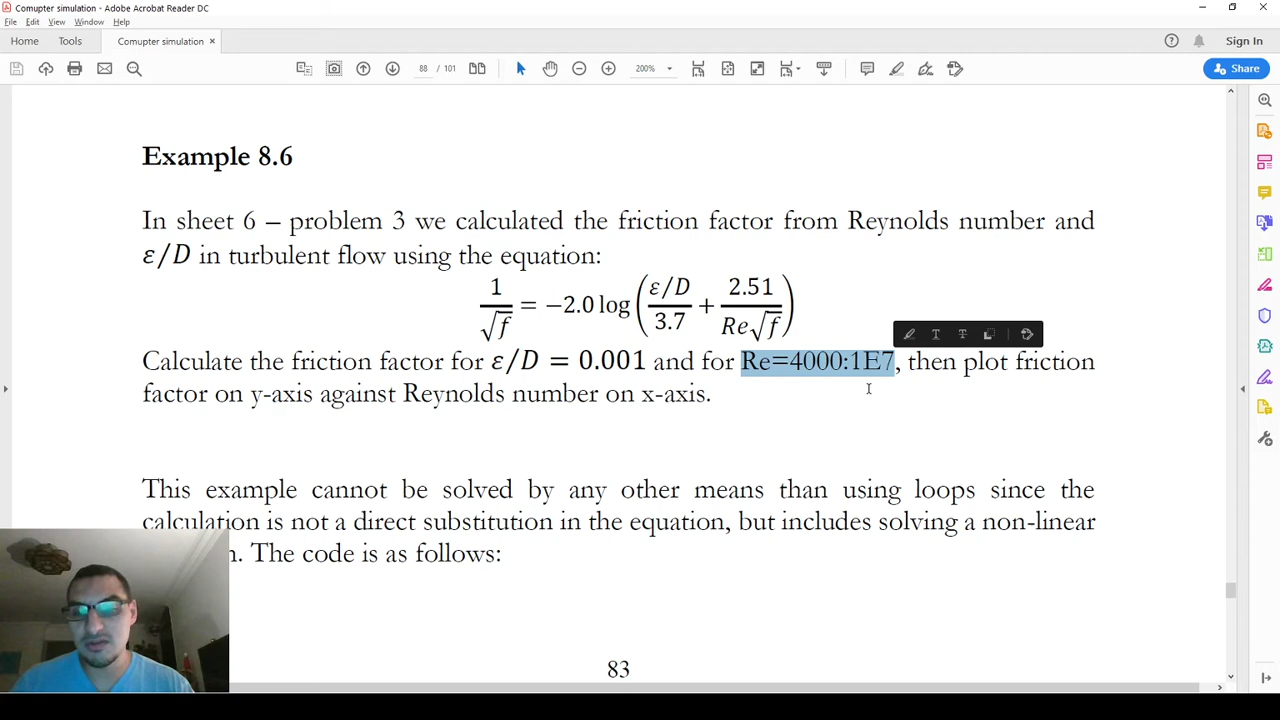 Comupter simulation - Adobe Acrobat Reader DC
File Edit View Window Help
Home Tools Comupter simulation × Sign In
88 / 101 200% Share
Example 8.6
In sheet 6 – problem 3 we calculated the friction factor from Reynolds number and
ε/D in turbulent flow using the equation:
1/√f = −2.0 log((ε/D)/3.7 + 2.51/(Re√f))
Calculate the friction factor for ε/D = 0.001 and for Re=4000:1E7, then plot friction
factor on y-axis against Reynolds number on x-axis.
This example cannot be solved by any other means than using loops since the
calculation is not a direct substitution in the equation, but includes solving a non-linear
n. The code is as follows:
83